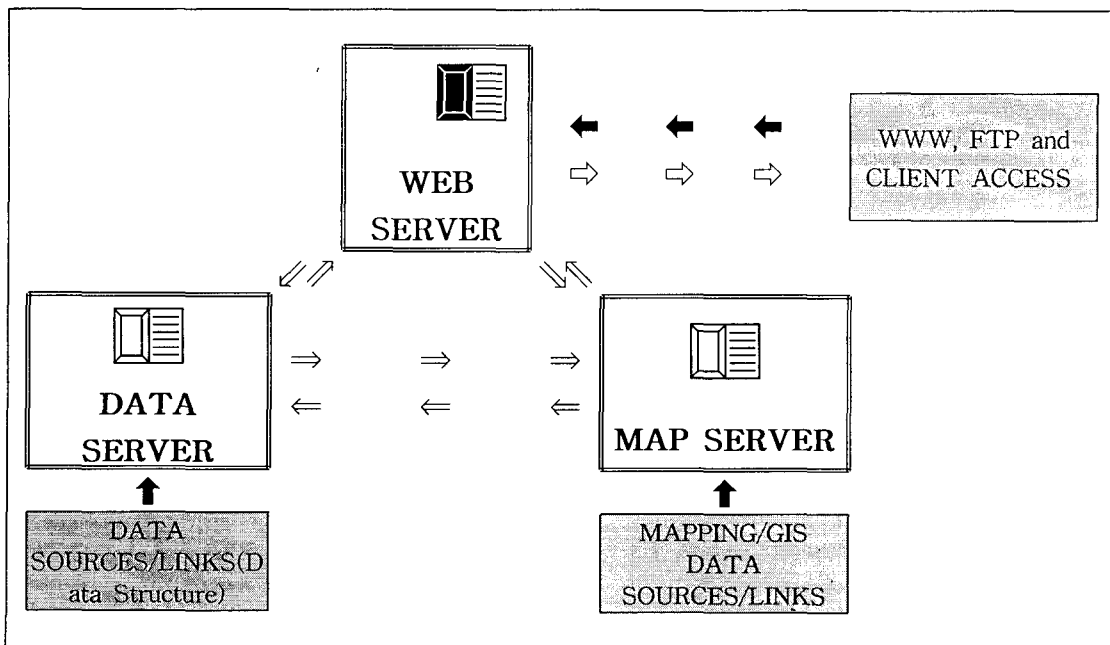 WEB
SERVER
WWW, FTP and
CLIENT ACCESS
DATA
SERVER
MAP SERVER
DATA
SOURCES/LINKS(D
ata Structure)
MAPPING/GIS
DATA
SOURCES/LINKS